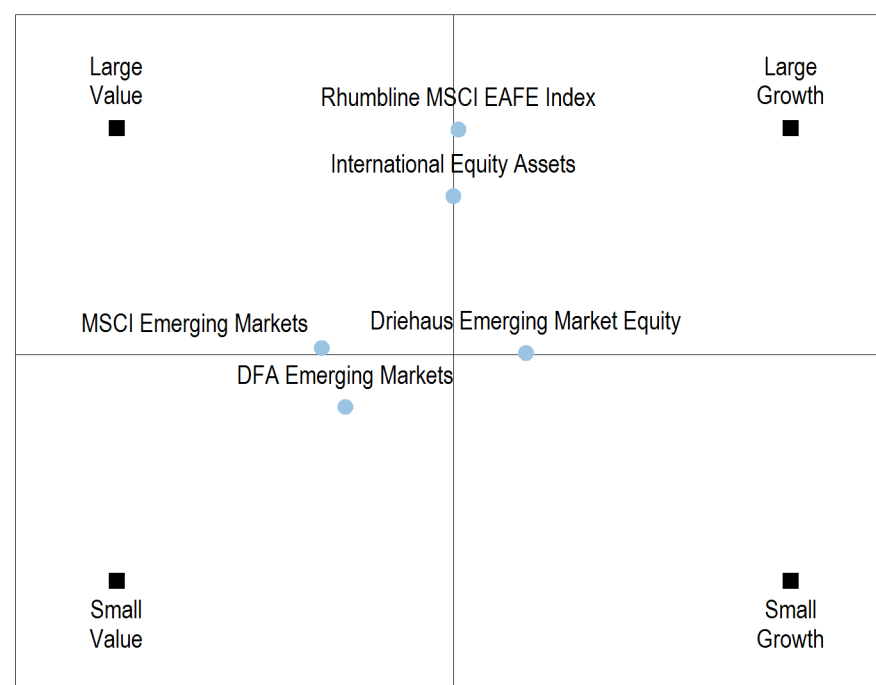 Large
Value
Large
Growth
Rhumbline MSCI EAFE Index
International Equity Assets
MSCI Emerging Markets
Driehaus Emerging Market Equity
DFA Emerging Markets
Small
Value
Small
Growth